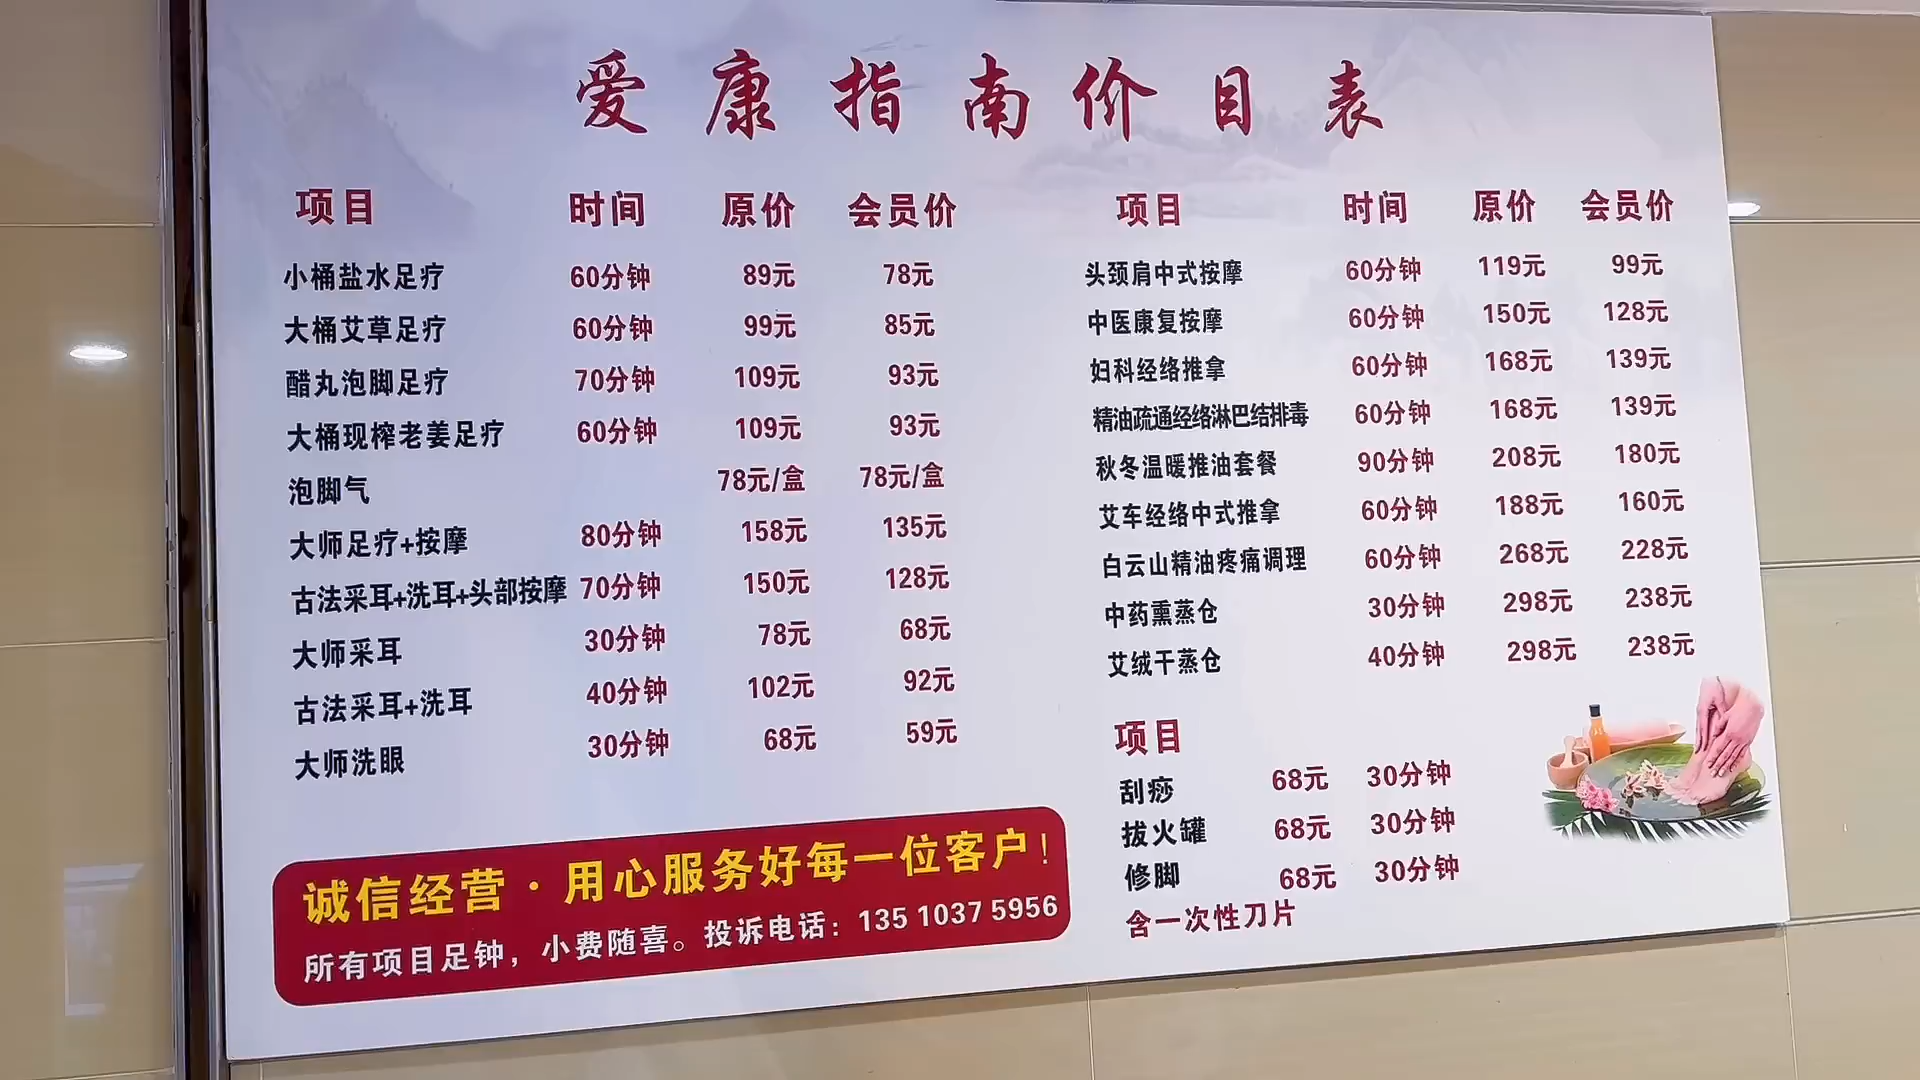 爱康指南价目表
项目 时间 原价 会员价
小桶盐水足疗 60分钟 89元 78元
大桶艾草足疗 60分钟 99元 85元
醋丸泡脚足疗 70分钟 109元 93元
大桶现榨老姜足疗 60分钟 109元 93元
泡脚气 78元/盒 78元/盒
大师足疗+按摩 80分钟 158元 135元
古法采耳+洗耳+头部按摩 70分钟 150元 128元
大师采耳 30分钟 78元 68元
古法采耳+洗耳 40分钟 102元 92元
大师洗眼 30分钟 68元 59元
项目 时间 原价 会员价
头颈肩中式按摩 60分钟 119元 99元
中医康复按摩 60分钟 150元 128元
妇科经络推拿 60分钟 168元 139元
精油疏通经络淋巴结排毒 60分钟 168元 139元
秋冬温暖推油套餐 90分钟 208元 180元
艾车经络中式推拿 60分钟 188元 160元
白云山精油疼痛调理 60分钟 268元 228元
中药熏蒸仓 30分钟 298元 238元
艾绒干蒸仓 40分钟 298元 238元
项目
刮痧 68元 30分钟
拔火罐 68元 30分钟
修脚 68元 30分钟
含一次性刀片
诚信经营·用心服务好每一位客户!
所有项目足钟，小费随喜。投诉电话：135 1037 5956